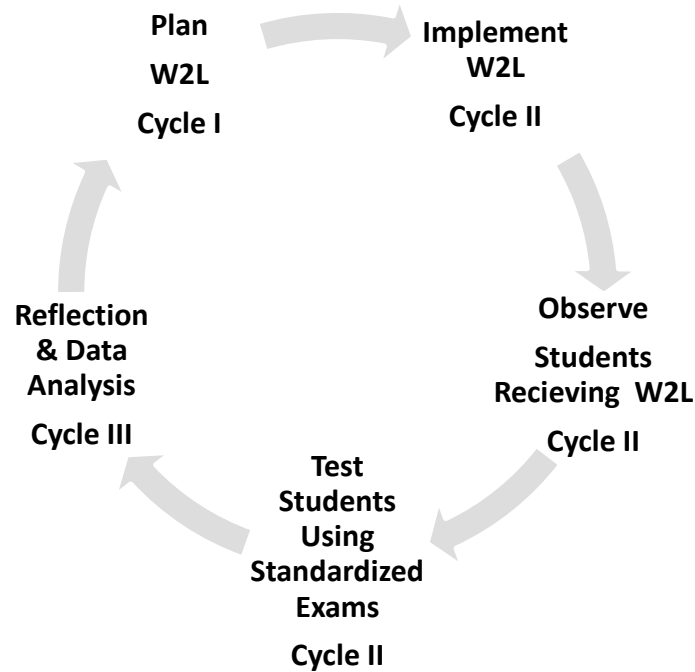 Plan
W2L
Cycle I
Implement
W2L
Cycle II
Observe
Students
Recieving W2L
Cycle II
Test
Students
Using
Standardized
Exams
Cycle II
Reflection
& Data
Analysis
Cycle III